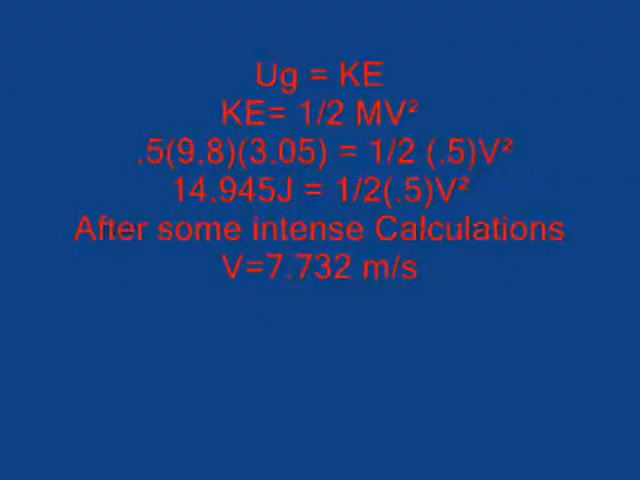 Ug = KE
KE= 1/2 MV²
.5(9.8)(3.05) = 1/2 (.5)V²
14.945J = 1/2(.5)V²
After some intense Calculations
V=7.732 m/s